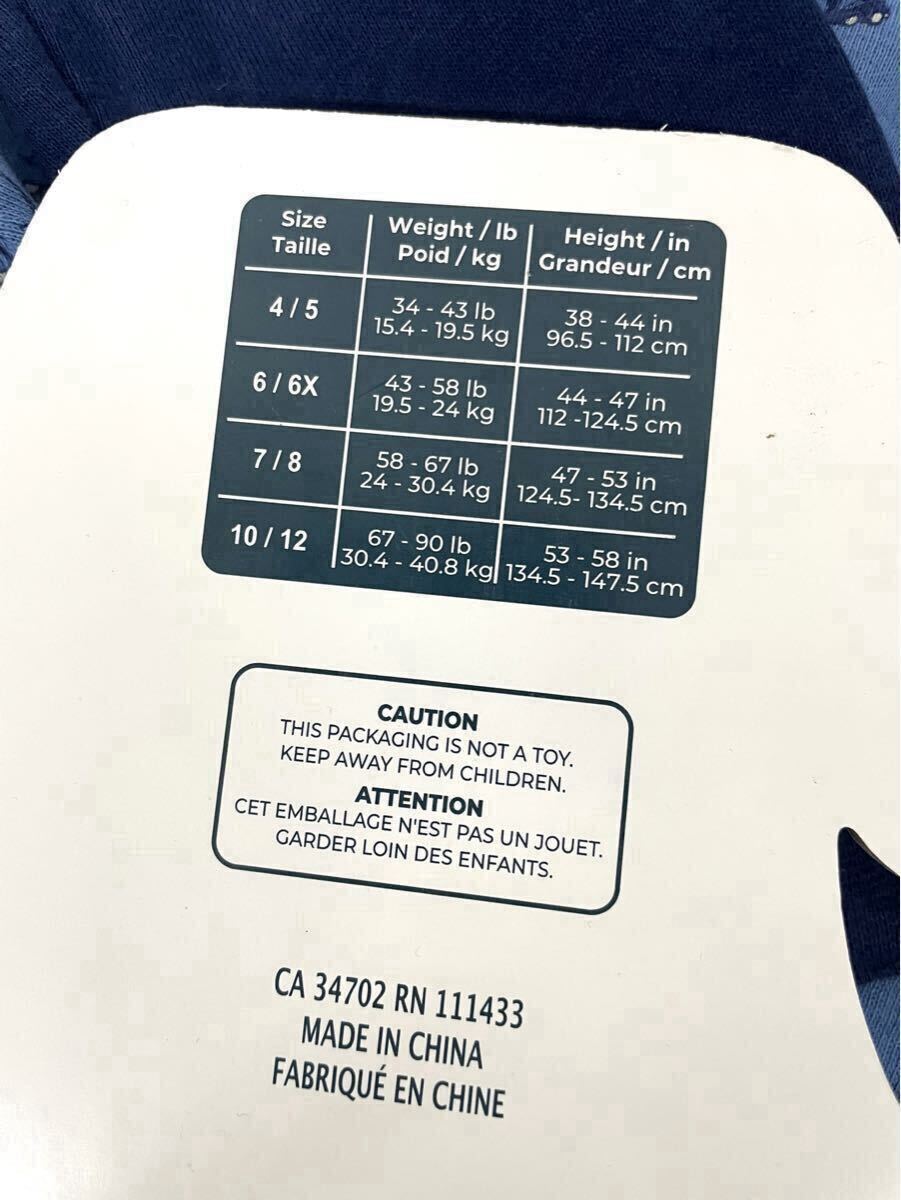 Size
Taille
Weight / lb
Poid / kg
Height / in
Grandeur / cm
4 / 5
34 - 43 lb
15.4 - 19.5 kg
38 - 44 in
96.5 - 112 cm
6 / 6X
43 - 58 lb
19.5 - 24 kg
44 - 47 in
112 -124.5 cm
7 / 8
58 - 67 lb
24 - 30.4 kg
47 - 53 in
124.5- 134.5 cm
10 / 12
67 - 90 lb
30.4 - 40.8 kg
53 - 58 in
134.5 - 147.5 cm
CAUTION
THIS PACKAGING IS NOT A TOY.
KEEP AWAY FROM CHILDREN.
ATTENTION
CET EMBALLAGE N'EST PAS UN JOUET.
GARDER LOIN DES ENFANTS.
CA 34702 RN 111433
MADE IN CHINA
FABRIQUÉ EN CHINE